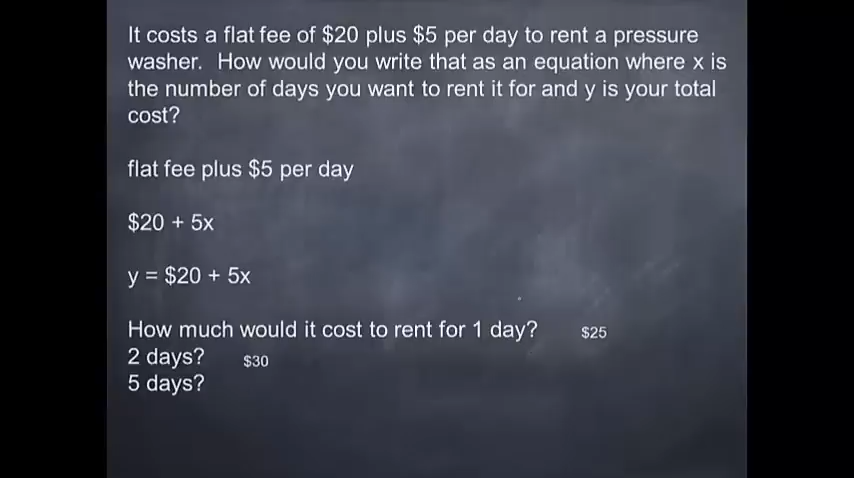 It costs a flat fee of $20 plus $5 per day to rent a pressure
washer. How would you write that as an equation where x is
the number of days you want to rent it for and y is your total
cost?
flat fee plus $5 per day
$20 + 5x
y = $20 + 5x
How much would it cost to rent for 1 day? $25
2 days? $30
5 days?